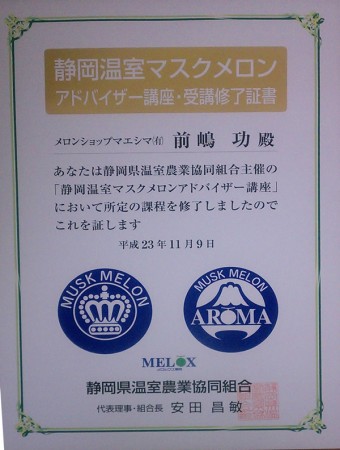 静岡温室マスクメロン
アドバイザー講座・受講修了証書
メロンショップマエシマ(有) 前嶋 功 殿
あなたは静岡県温室農業協同組合主催の
「静岡温室マスクメロンアドバイザー講座」
において所定の課程を修了しましたので
これを証します
平成23年11月9日
MUSK MELON
MUSK MELON
AROMA
MELOX
静岡県温室農業協同組合
代表理事・組合長 安田 昌敏